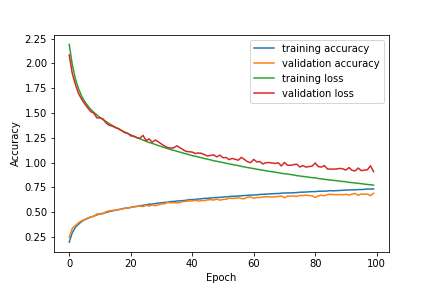 2.25
2.00
1.75
1.50
1.25
1.00
0.75
0.50
0.25
Accuracy
training accuracy
validation accuracy
training loss
validation loss
0 20 40 60 80 100
Epoch